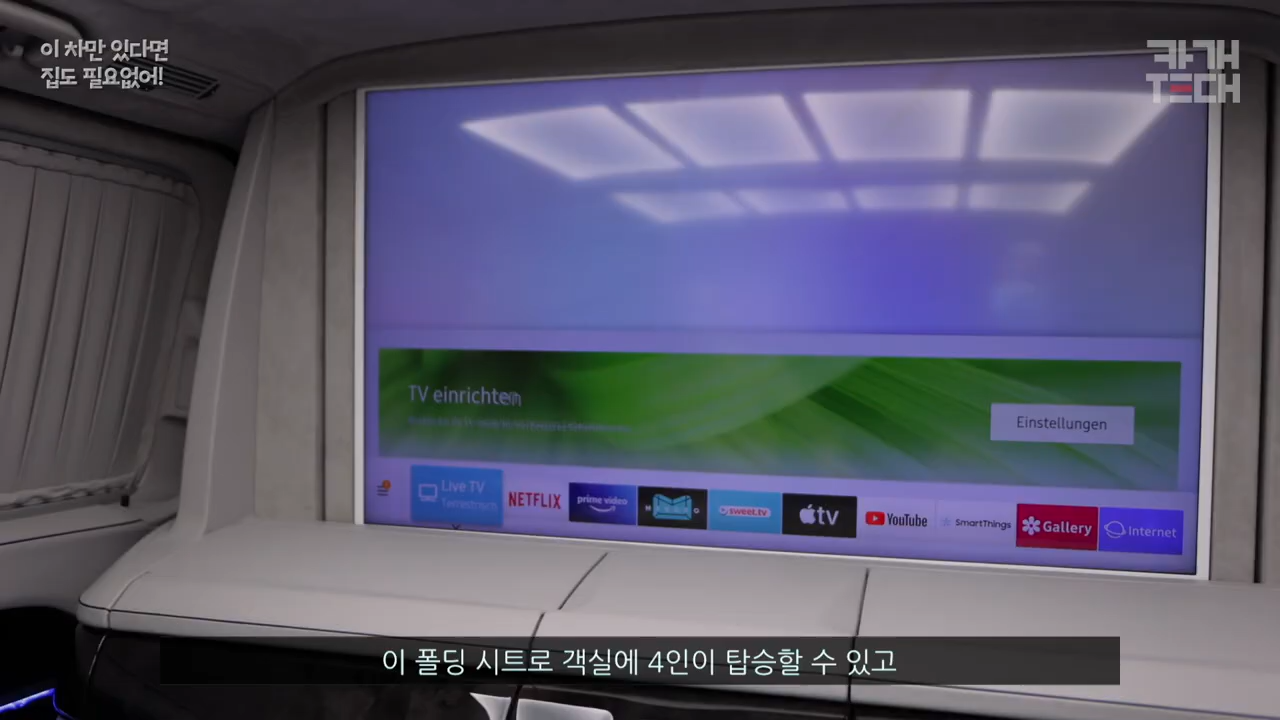 이 차만 있다면
집도 필요없어!
카개
TECH
TV einrichten
Einstellungen
Live TV
Terrestrisch
NETFLIX
prime video
sweet.tv
tv
YouTube
SmartThings
Gallery
Internet
이 폴딩 시트로 객실에 4인이 탑승할 수 있고